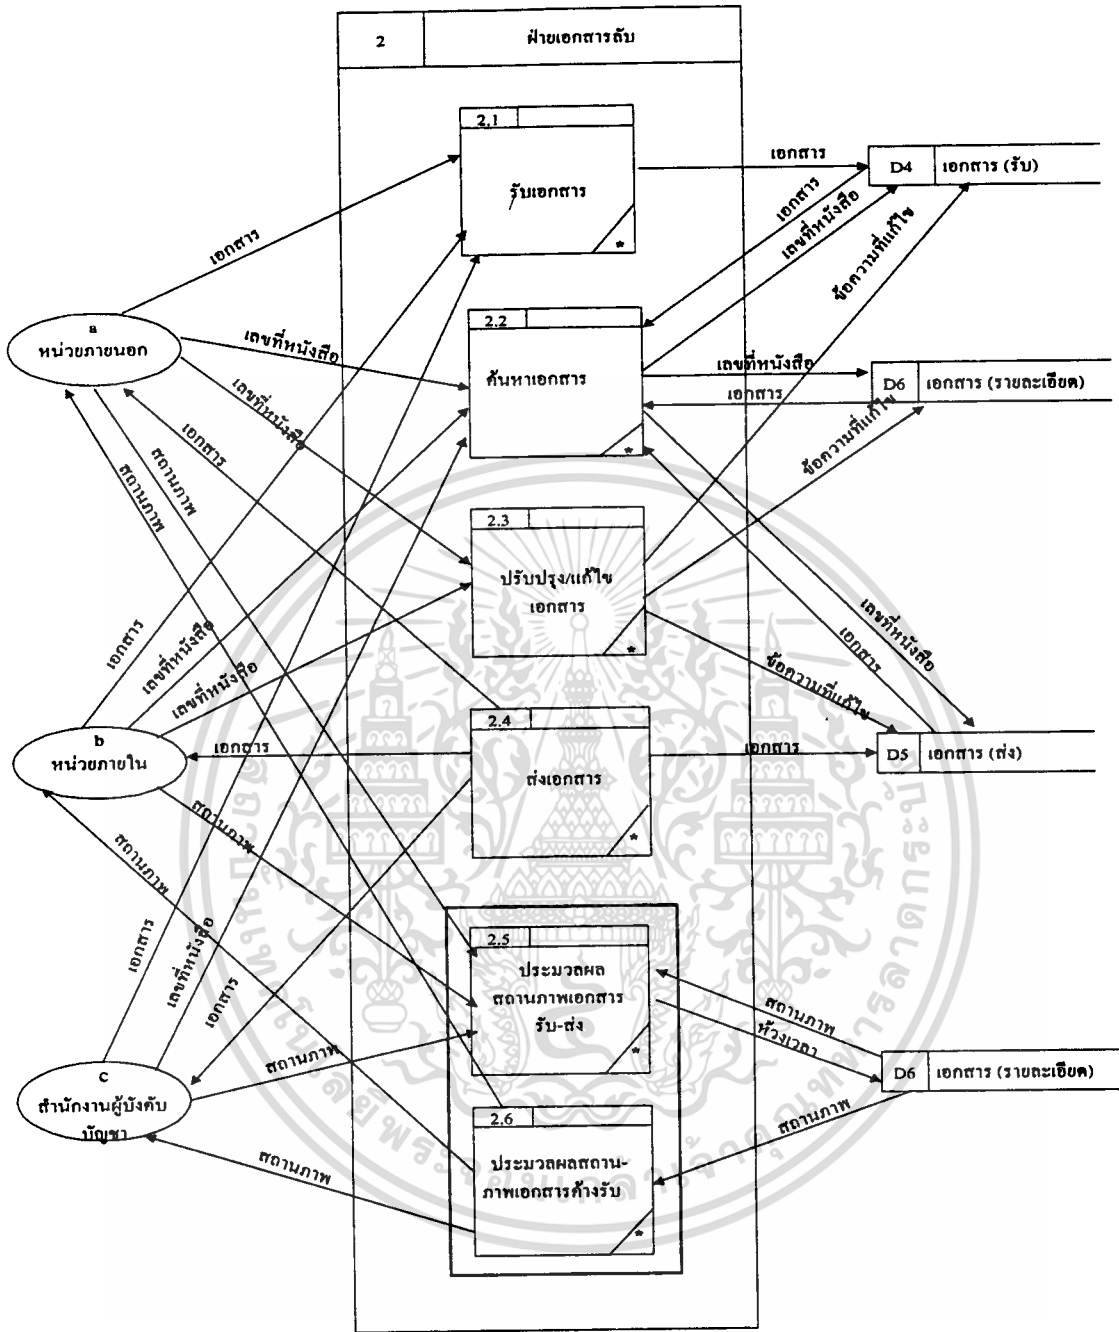 2 ฝ่ายเอกสารลับ
2.1
รับเอกสาร
*
เอกสาร
D4 เอกสาร (รับ)
เอกสาร
เลขที่หนังสือ
ข้อความที่แก้ไข
เอกสาร
a
หน่วยภายนอก
เลขที่หนังสือ
เลขที่หนังสือ
เอกสาร
สถานภาพ
สถานภาพ
2.2
ค้นหาเอกสาร
*
เลขที่หนังสือ
เอกสาร
D6 เอกสาร (รายละเอียด)
ข้อความที่แก้ไข
2.3
ปรับปรุง/แก้ไข
เอกสาร
*
เลขที่หนังสือ
เอกสาร
ข้อความที่แก้ไข
เอกสาร
เลขที่หนังสือ
เลขที่หนังสือ
b
หน่วยภายใน
เอกสาร
2.4
ส่งเอกสาร
*
เอกสาร
D5 เอกสาร (ส่ง)
สถานภาพ
สถานภาพ
เอกสาร
เลขที่หนังสือ
เอกสาร
2.5
ประมวลผล
สถานภาพเอกสาร
รับ-ส่ง
*
สถานภาพ
ห้วงเวลา
D6 เอกสาร (รายละเอียด)
สถานภาพ
c
สำนักงานผู้บังคับ
บัญชา
สถานภาพ
สถานภาพ
2.6
ประมวลผลสถาน-
ภาพเอกสารค้างรับ
*